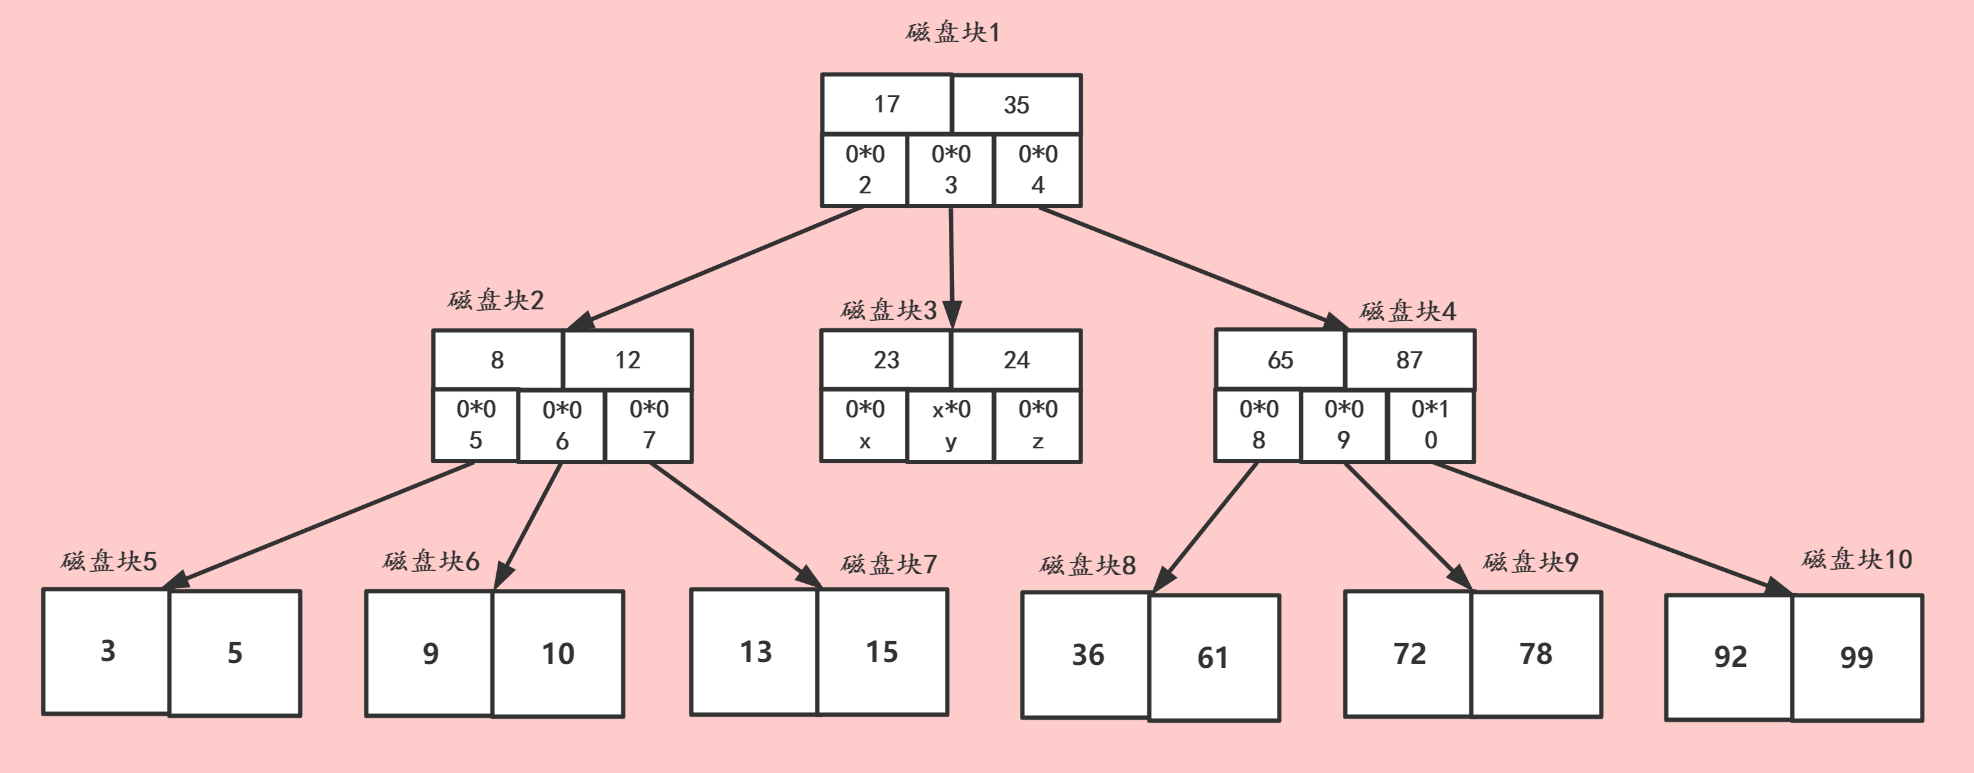 磁盘块1
17 35
0*0 0*0 0*0
2 3 4
磁盘块2 磁盘块3 磁盘块4
8 12 23 24 65 87
0*0 0*0 0*0 0*0 x*0 0*0 0*0 0*0 0*1
5 6 7 x y z 8 9 0
磁盘块5 磁盘块6 磁盘块7 磁盘块8 磁盘块9 磁盘块10
3 5 9 10 13 15 36 61 72 78 92 99